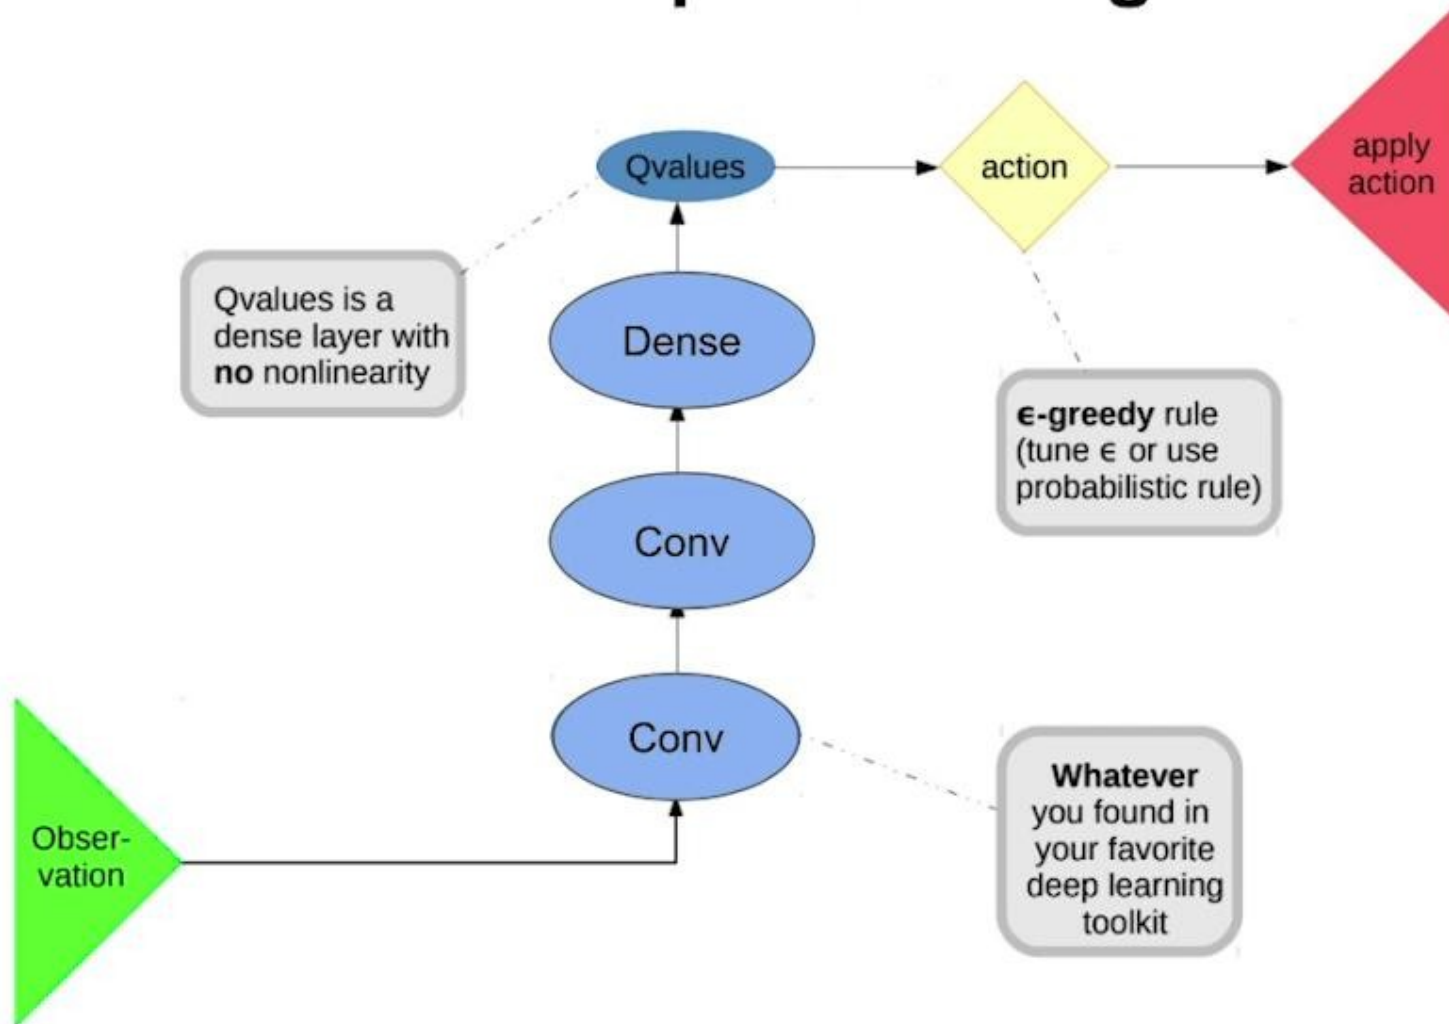 Qvalues
action
apply
action
Qvalues is a
dense layer with
no nonlinearity
Dense
ϵ-greedy rule
(tune ϵ or use
probabilistic rule)
Conv
Conv
Whatever
you found in
your favorite
deep learning
toolkit
Obser-
vation